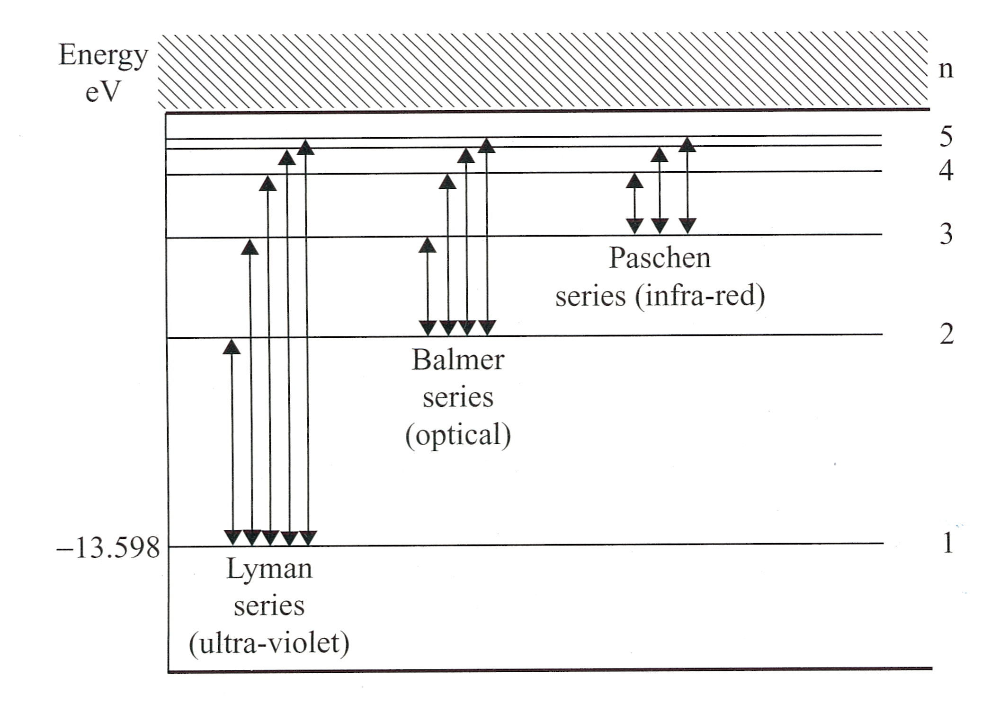 Energy
eV
n
5
4
3
Paschen
series (infra-red)
2
Balmer
series
(optical)
–13.598
1
Lyman
series
(ultra-violet)